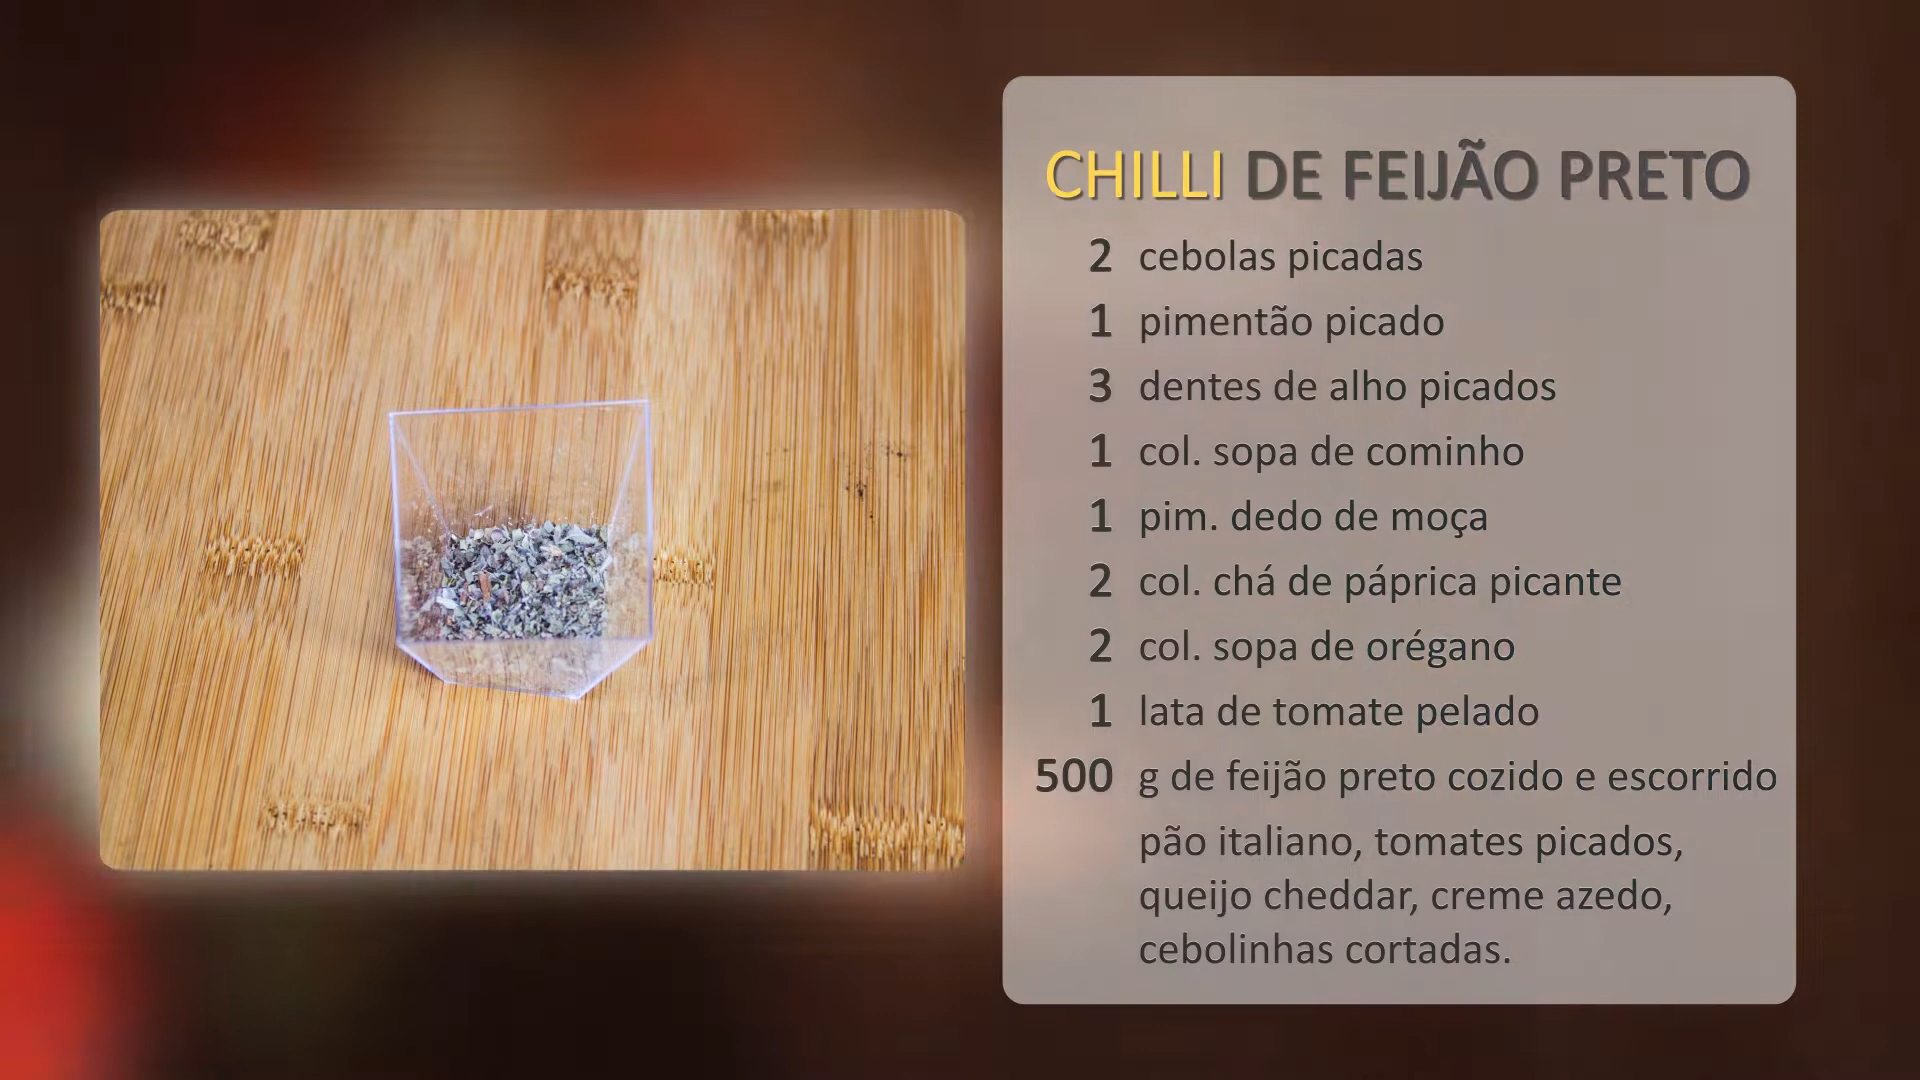 CHILLI DE FEIJÃO PRETO
2 cebolas picadas
1 pimentão picado
3 dentes de alho picados
1 col. sopa de cominho
1 pim. dedo de moça
2 col. chá de páprica picante
2 col. sopa de orégano
1 lata de tomate pelado
500 g de feijão preto cozido e escorrido
pão italiano, tomates picados,
queijo cheddar, creme azedo,
cebolinhas cortadas.